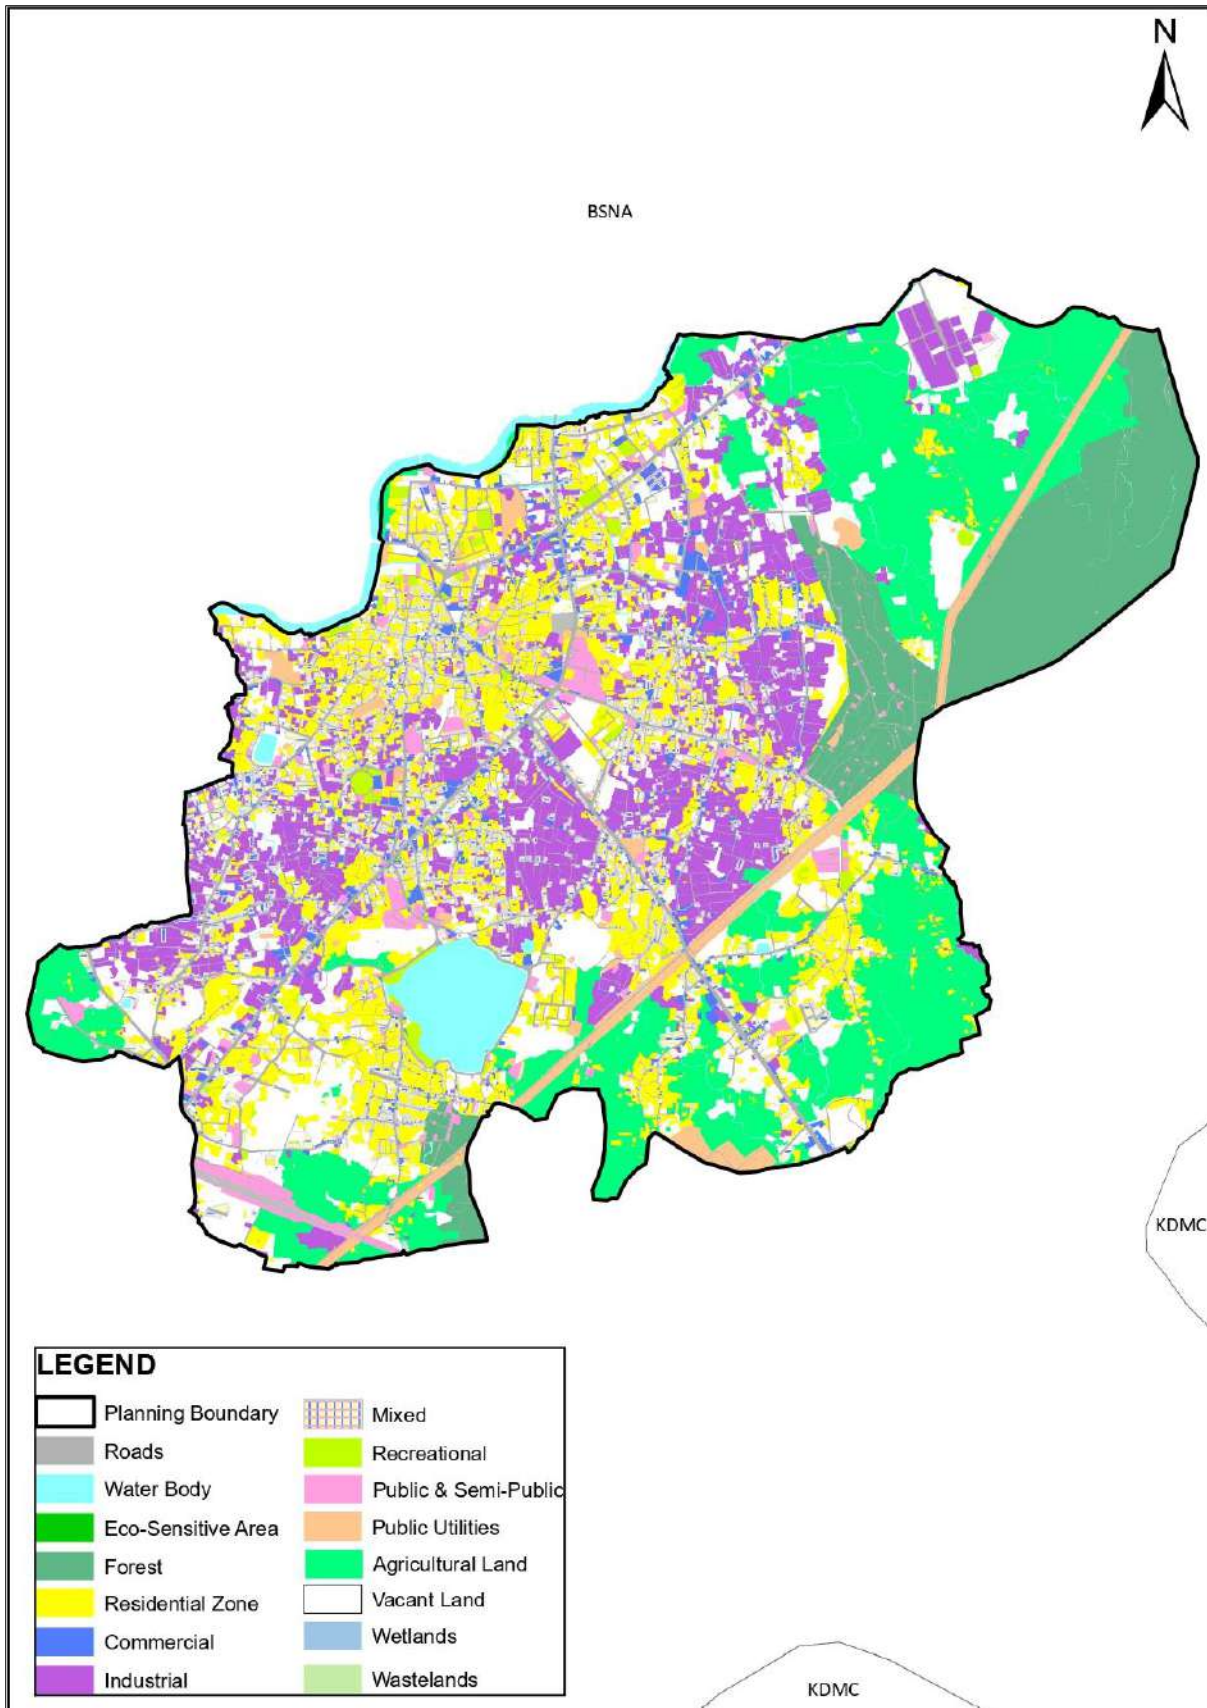 N
BSNA
KDMC
LEGEND
Planning Boundary
Roads
Water Body
Eco-Sensitive Area
Forest
Residential Zone
Commercial
Industrial
Mixed
Recreational
Public & Semi-Public
Public Utilities
Agricultural Land
Vacant Land
Wetlands
Wastelands
KDMC